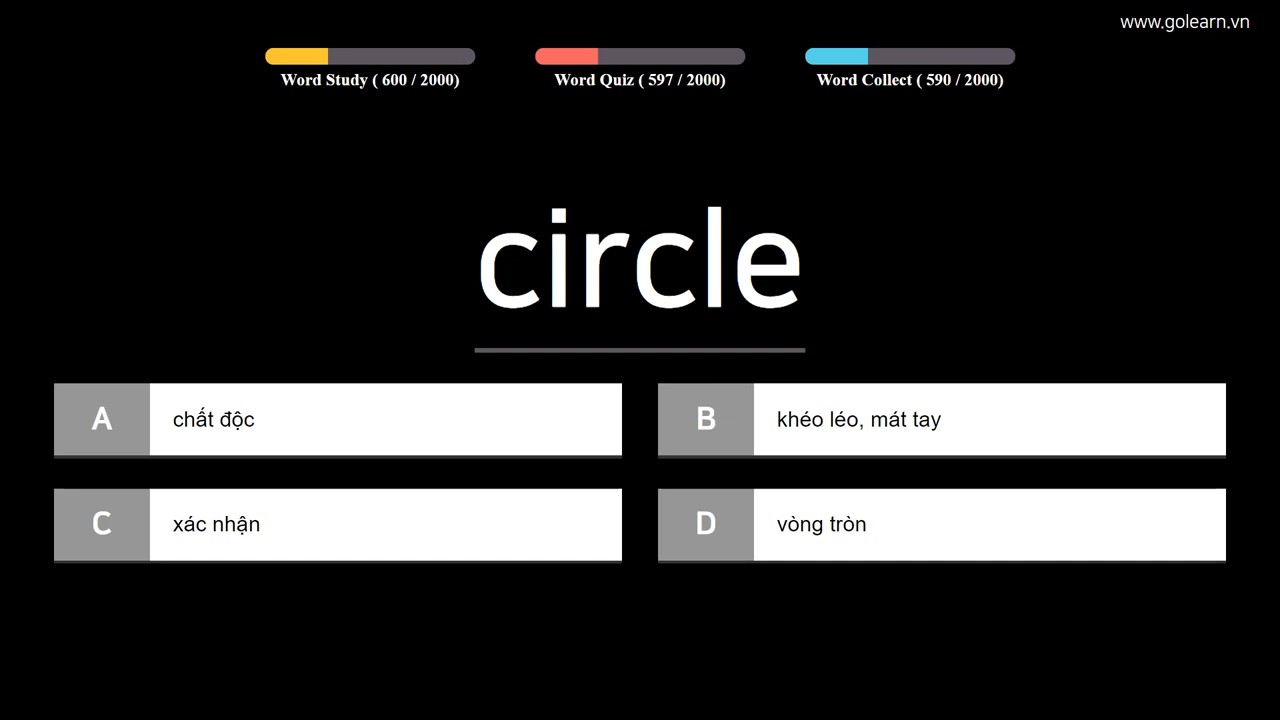 www.golearn.vn
Word Study ( 600 / 2000)
Word Quiz ( 597 / 2000)
Word Collect ( 590 / 2000)
circle
A
chất độc
B
khéo léo, mát tay
C
xác nhận
D
vòng tròn